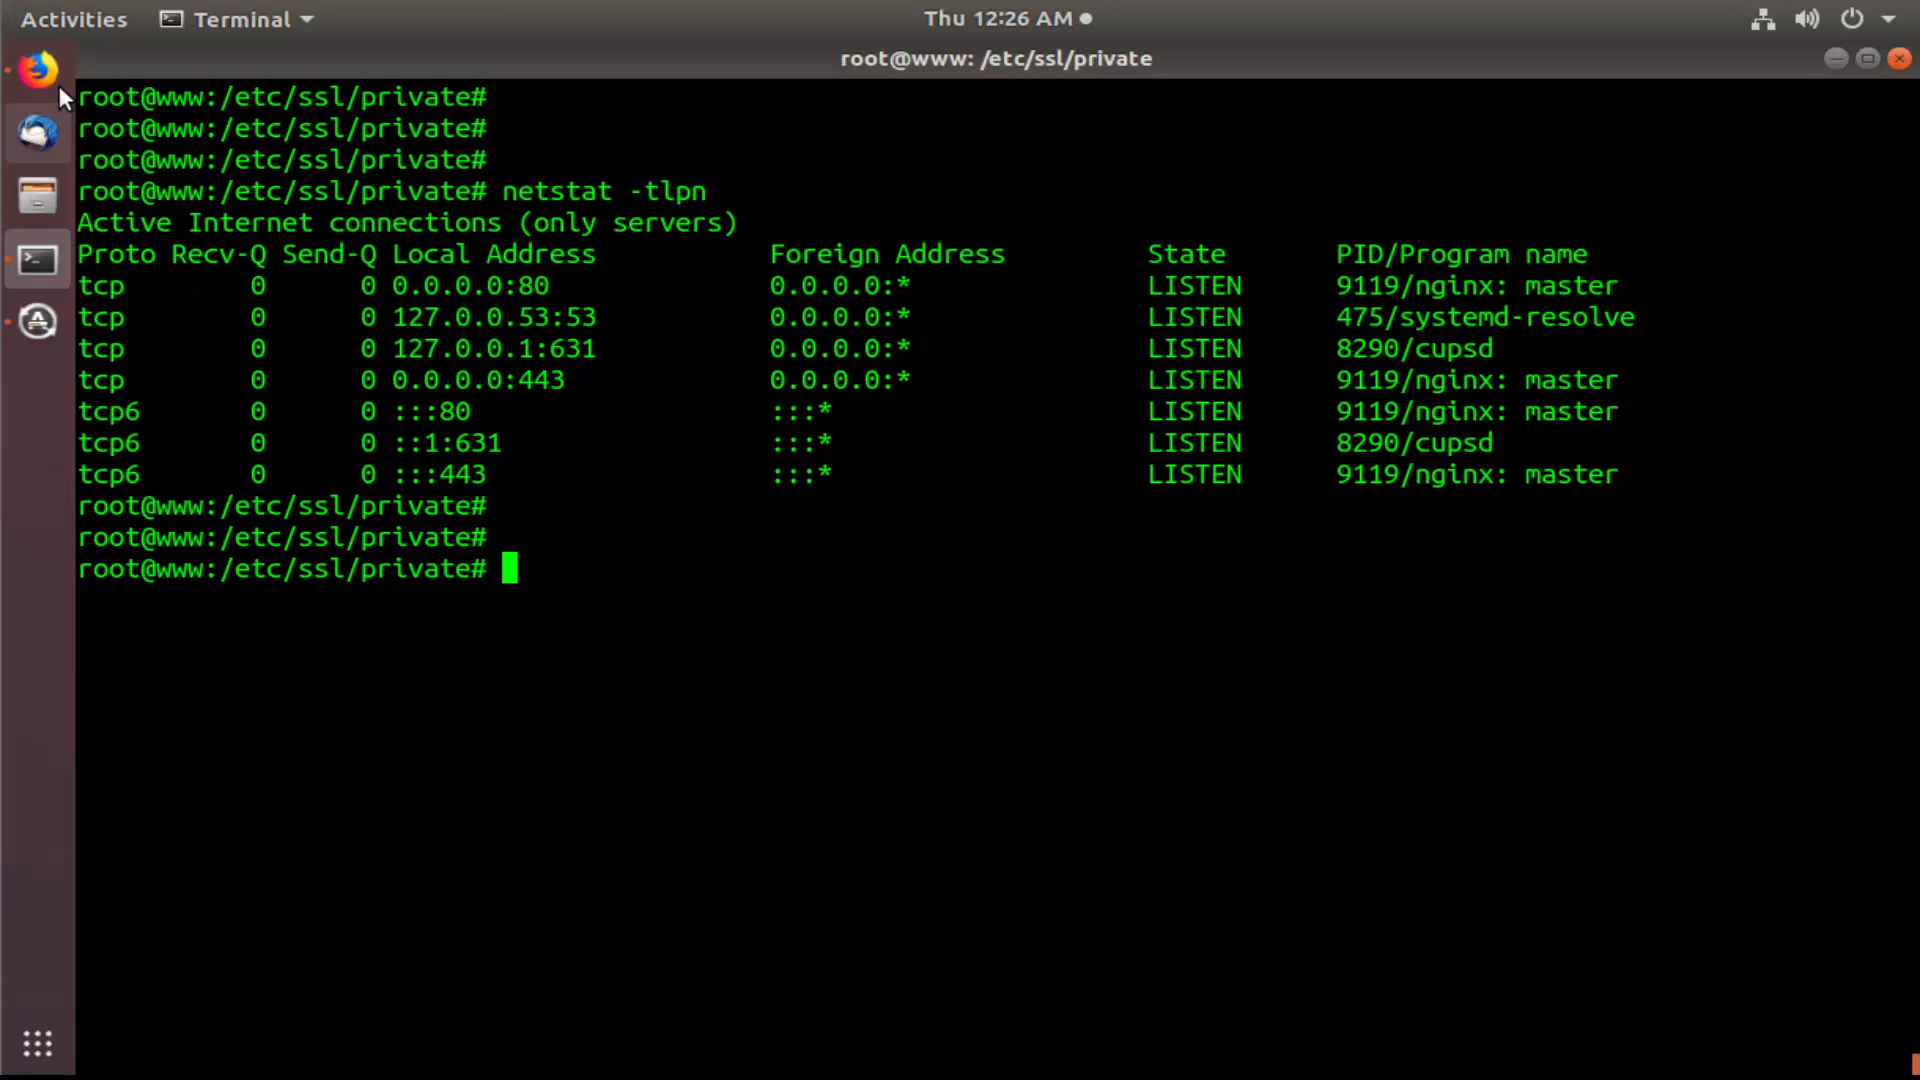 Activities Terminal Thu 12:26 AM
root@www: /etc/ssl/private
root@www:/etc/ssl/private#
root@www:/etc/ssl/private#
root@www:/etc/ssl/private#
root@www:/etc/ssl/private# netstat -tlpn
Active Internet connections (only servers)
Proto Recv-Q Send-Q Local Address Foreign Address State PID/Program name
tcp 0 0 0.0.0.0:80 0.0.0.0:* LISTEN 9119/nginx: master
tcp 0 0 127.0.0.53:53 0.0.0.0:* LISTEN 475/systemd-resolve
tcp 0 0 127.0.0.1:631 0.0.0.0:* LISTEN 8290/cupsd
tcp 0 0 0.0.0.0:443 0.0.0.0:* LISTEN 9119/nginx: master
tcp6 0 0 :::80 :::* LISTEN 9119/nginx: master
tcp6 0 0 ::1:631 :::* LISTEN 8290/cupsd
tcp6 0 0 :::443 :::* LISTEN 9119/nginx: master
root@www:/etc/ssl/private#
root@www:/etc/ssl/private#
root@www:/etc/ssl/private#